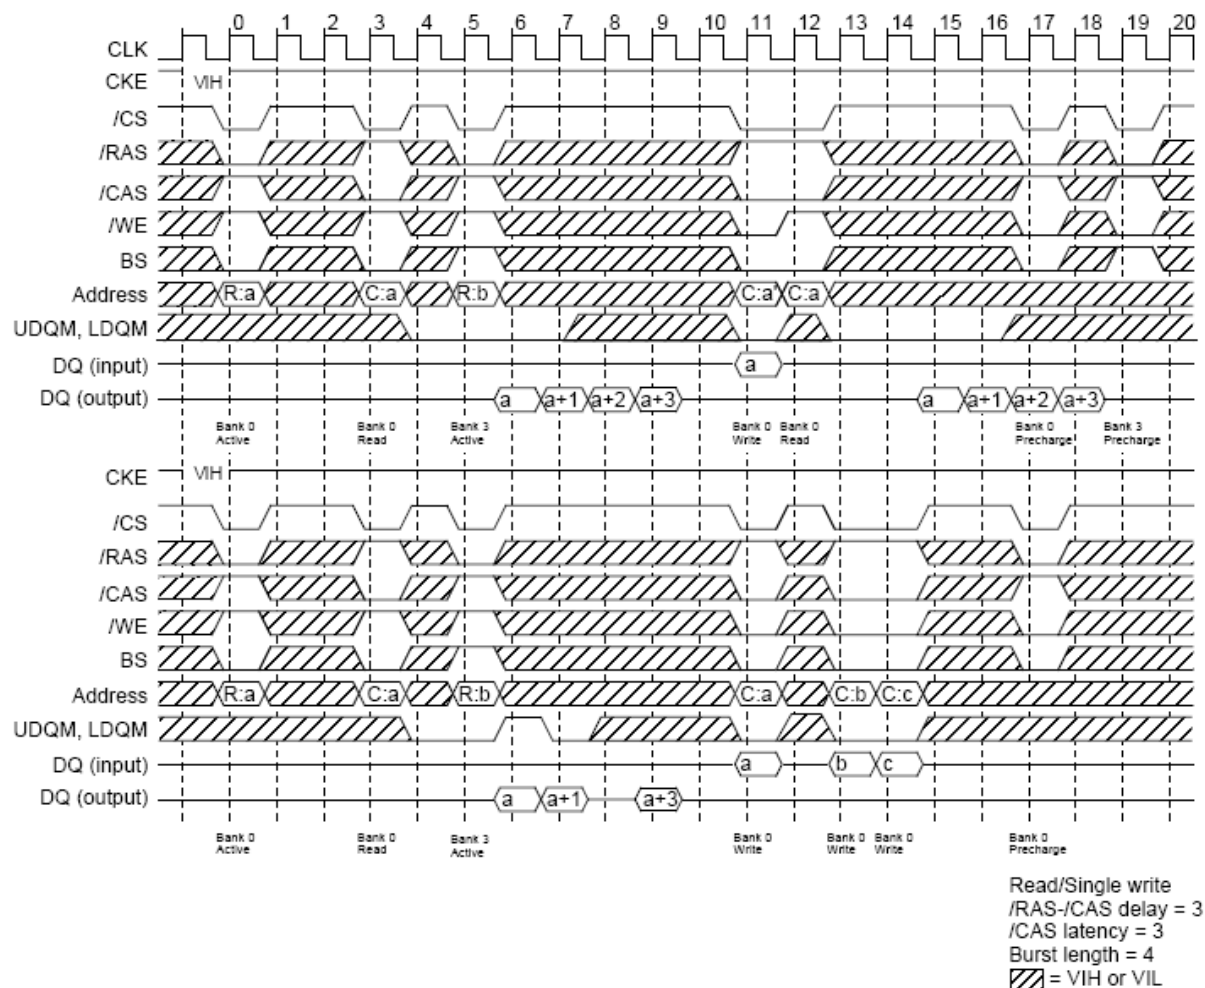 0 1 2 3 4 5 6 7 8 9 10 11 12 13 14 15 16 17 18 19 20
CLK
CKE VIH
/CS
/RAS
/CAS
/WE
BS
Address R:a C:a R:b C:a' C:a
UDQM, LDQM
DQ (input) a
DQ (output) a a+1 a+2 a+3 a a+1 a+2 a+3
Bank 0 Bank 0 Bank 3 Bank 0 Bank 0 Bank 0 Bank 3
Active Read Active Write Read Precharge Precharge
CKE VIH
/CS
/RAS
/CAS
/WE
BS
Address R:a C:a R:b C:a C:b C:c
UDQM, LDQM
DQ (input) a b c
DQ (output) a a+1 a+3
Bank 0 Bank 0 Bank 3 Bank 0 Bank 0 Bank 0 Bank 0
Active Read Active Write Write Write Precharge
Read/Single write
/RAS-/CAS delay = 3
/CAS latency = 3
Burst length = 4
= VIH or VIL